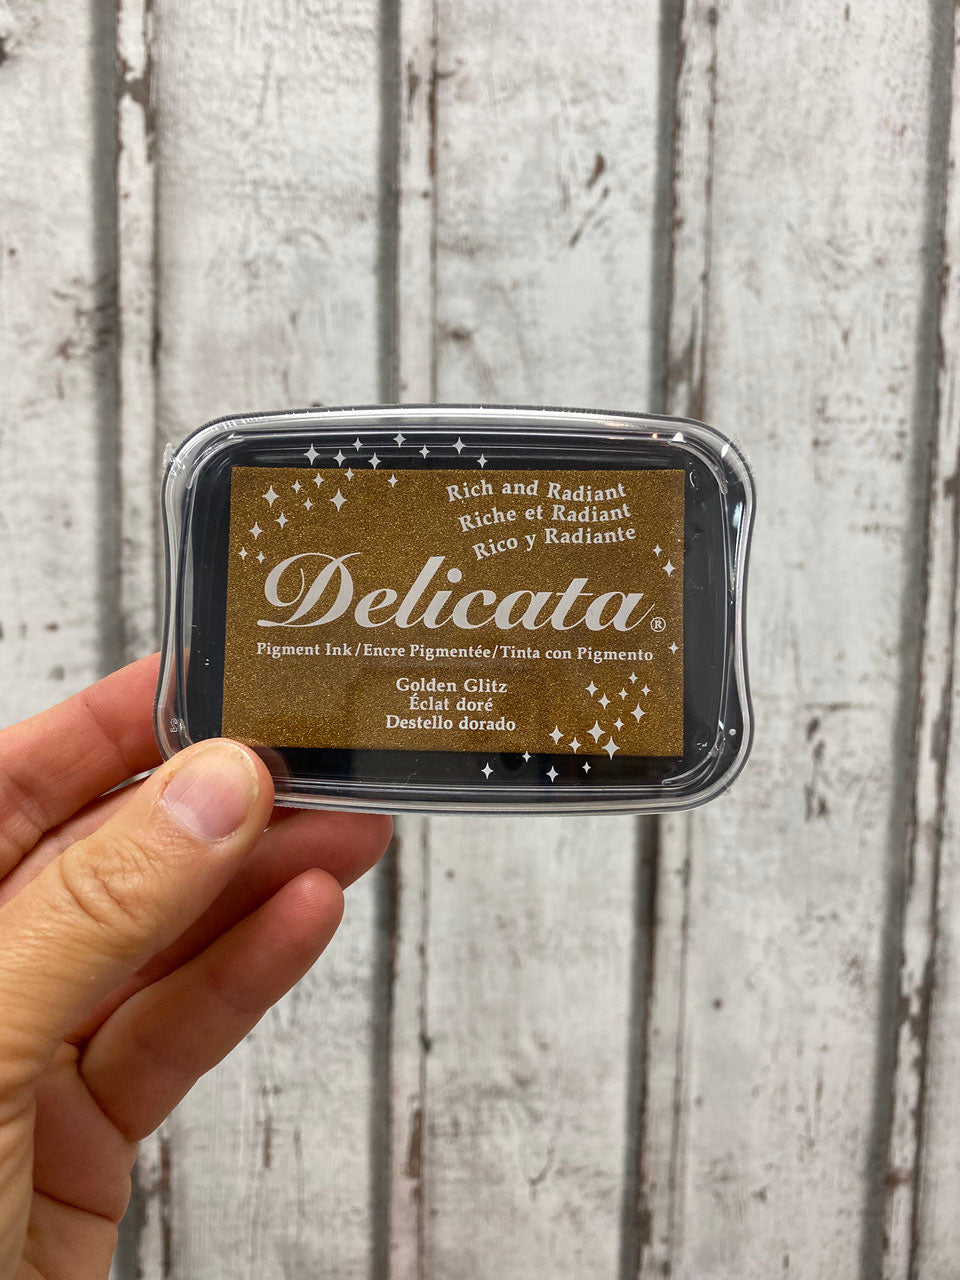 Rich and Radiant
Riche et Radiant
Rico y Radiante
Delicata®
Pigment Ink/Encre Pigmentée/Tinta con Pigmento
Golden Glitz
Éclat doré
Destello dorado